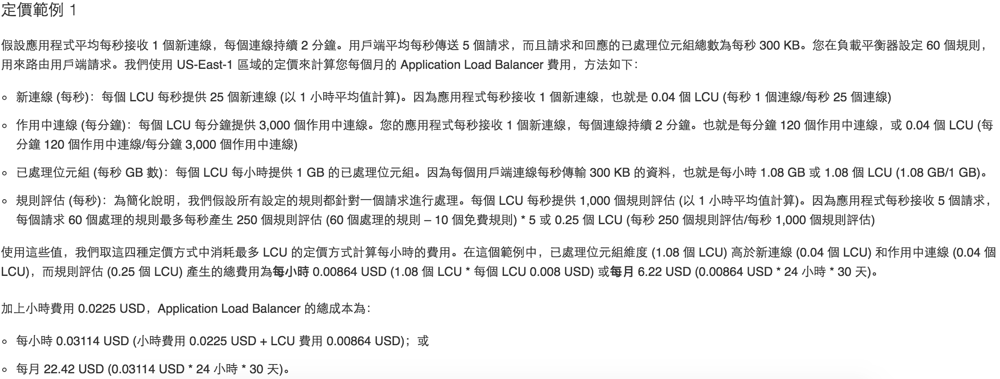 定價範例 1
假設應用程式平均每秒接收 1 個新連線，每個連線持續 2 分鐘。用戶端平均每秒傳送 5 個請求，而且請求和回應的已處理位元組總數為每秒 300 KB。您在負載平衡器設定 60 個規則，
用來路由用戶端請求。我們使用 US-East-1 區域的定價來計算您每個月的 Application Load Balancer 費用，方法如下：
○ 新連線 (每秒)：每個 LCU 每秒提供 25 個新連線 (以 1 小時平均值計算)。因為應用程式每秒接收 1 個新連線，也就是 0.04 個 LCU (每秒 1 個連線/每秒 25 個連線)
○ 作用中連線 (每分鐘)：每個 LCU 每分鐘提供 3,000 個作用中連線。您的應用程式每秒接收 1 個新連線，每個連線持續 2 分鐘。也就是每分鐘 120 個作用中連線，或 0.04 個 LCU (每
分鐘 120 個作用中連線/每分鐘 3,000 個作用中連線)
○ 已處理位元組 (每秒 GB 數)：每個 LCU 每小時提供 1 GB 的已處理位元組。因為每個用戶端連線每秒傳輸 300 KB 的資料，也就是每小時 1.08 GB 或 1.08 個 LCU (1.08 GB/1 GB)。
○ 規則評估 (每秒)：為簡化說明，我們假設所有設定的規則都針對一個請求進行處理。每個 LCU 每秒提供 1,000 個規則評估 (以 1 小時平均值計算)。因為應用程式每秒接收 5 個請求，
每個請求 60 個處理的規則最多每秒產生 250 個規則評估 (60 個處理的規則 – 10 個免費規則) * 5 或 0.25 個 LCU (每秒 250 個規則評估/每秒 1,000 個規則評估)
使用這些值，我們取這四種定價方式中消耗最多 LCU 的定價方式計算每小時的費用。在這個範例中，已處理位元組維度 (1.08 個 LCU) 高於新連線 (0.04 個 LCU) 和作用中連線 (0.04 個
LCU)，而規則評估 (0.25 個 LCU) 產生的總費用為每小時 0.00864 USD (1.08 個 LCU * 每個 LCU 0.008 USD) 或每月 6.22 USD (0.00864 USD * 24 小時 * 30 天)。
加上小時費用 0.0225 USD，Application Load Balancer 的總成本為：
○ 每小時 0.03114 USD (小時費用 0.0225 USD + LCU 費用 0.00864 USD)；或
○ 每月 22.42 USD (0.03114 USD * 24 小時 * 30 天)。